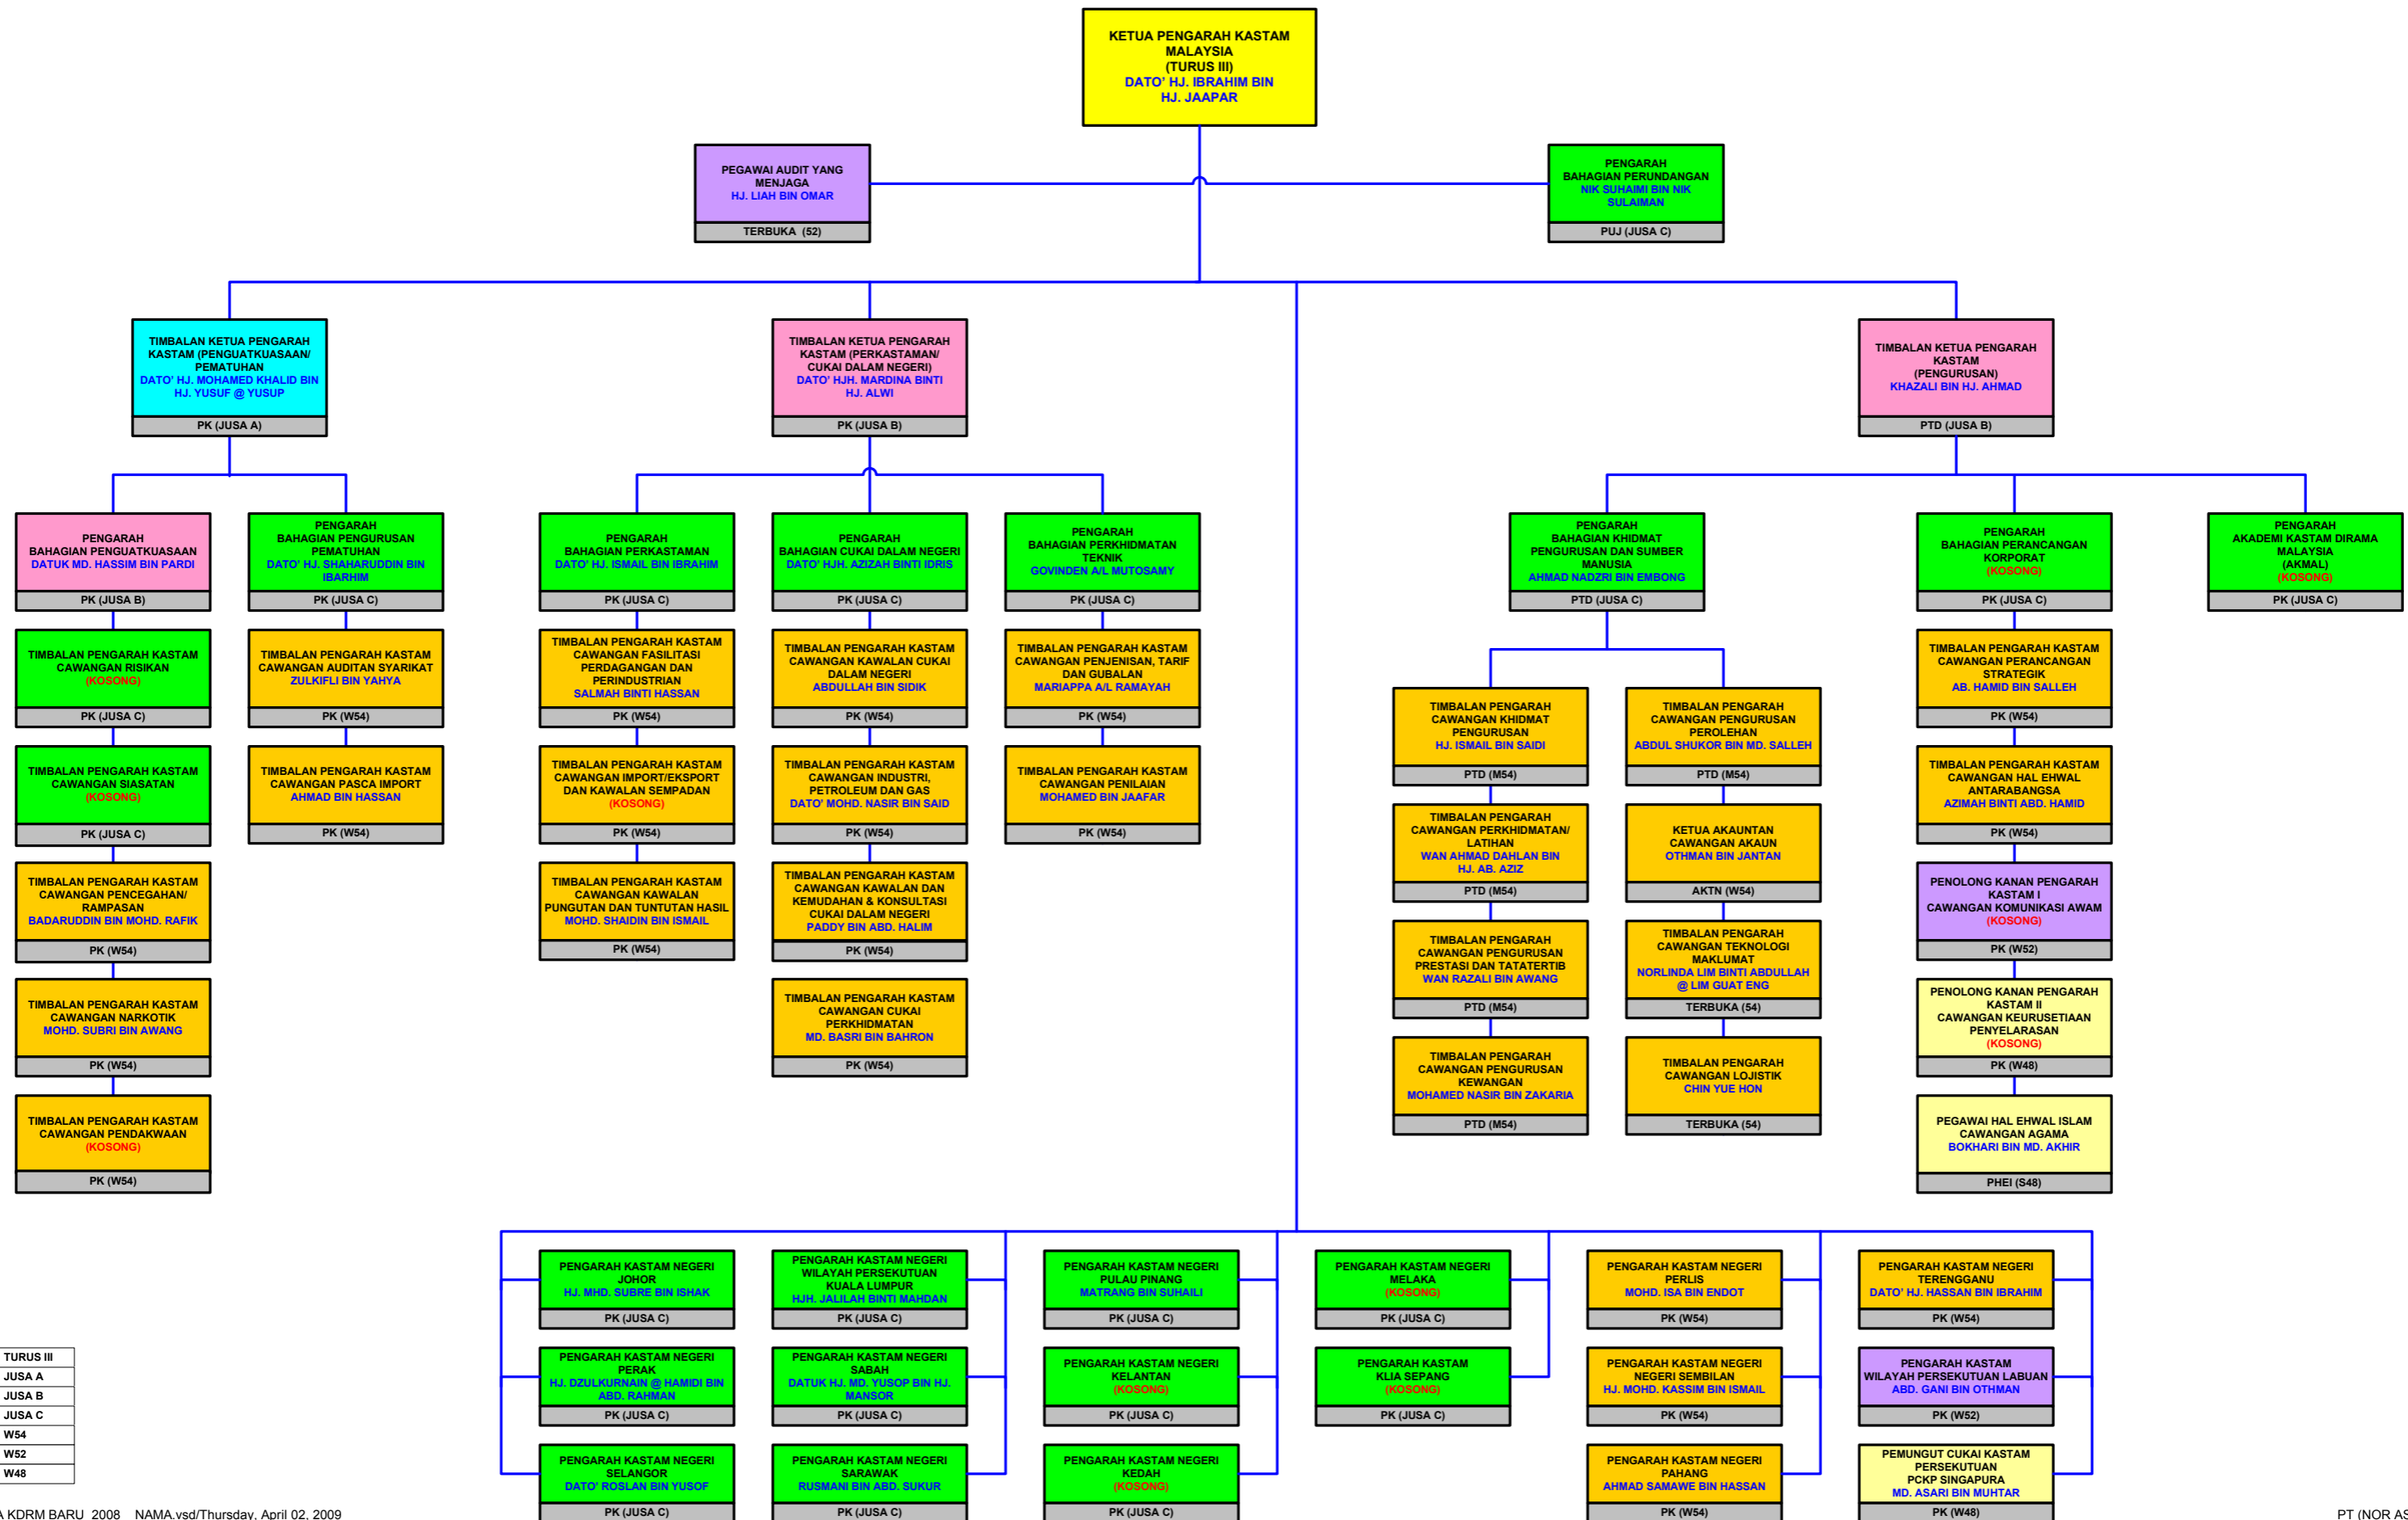 KETUA PENGARAH KASTAM
MALAYSIA
(TURUS III)
DATO' HJ. IBRAHIM BIN
HJ. JAAPAR
PEGAWAI AUDIT YANG
MENJAGA
HJ. LIAH BIN OMAR
TERBUKA (52)
PENGARAH
BAHAGIAN PERUNDANGAN
NIK SUHAIMI BIN NIK
SULAIMAN
PUJ (JUSA C)
TIMBALAN KETUA PENGARAH
KASTAM (PENGUATKUASAAN/
PEMATUHAN
DATO' HJ. MOHAMED KHALID BIN
HJ. YUSUF @ YUSUP
PK (JUSA A)
TIMBALAN KETUA PENGARAH
KASTAM (PERKASTAMAN/
CUKAI DALAM NEGERI)
DATO' HJH. MARDINA BINTI
HJ. ALWI
PK (JUSA B)
TIMBALAN KETUA PENGARAH
KASTAM
(PENGURUSAN)
KHAZALI BIN HJ. AHMAD
PTD (JUSA B)
PENGARAH
BAHAGIAN PENGUATKUASAAN
DATUK MD. HASSIM BIN PARDI
PK (JUSA B)
TIMBALAN PENGARAH KASTAM
CAWANGAN RISIKAN
(KOSONG)
PK (JUSA C)
TIMBALAN PENGARAH KASTAM
CAWANGAN SIASATAN
(KOSONG)
PK (JUSA C)
TIMBALAN PENGARAH KASTAM
CAWANGAN PENCEGAHAN/
RAMPASAN
BADARUDDIN BIN MOHD. RAFIK
PK (W54)
TIMBALAN PENGARAH KASTAM
CAWANGAN NARKOTIK
MOHD. SUBRI BIN AWANG
PK (W54)
TIMBALAN PENGARAH KASTAM
CAWANGAN PENDAKWAAN
(KOSONG)
PK (W54)
PENGARAH
BAHAGIAN PENGURUSAN
PEMATUHAN
DATO' HJ. SHAHARUDDIN BIN
IBARHIM
PK (JUSA C)
TIMBALAN PENGARAH KASTAM
CAWANGAN AUDITAN SYARIKAT
ZULKIFLI BIN YAHYA
PK (W54)
TIMBALAN PENGARAH KASTAM
CAWANGAN PASCA IMPORT
AHMAD BIN HASSAN
PK (W54)
PENGARAH
BAHAGIAN PERKASTAMAN
DATO' HJ. ISMAIL BIN IBRAHIM
PK (JUSA C)
TIMBALAN PENGARAH KASTAM
CAWANGAN FASILITASI
PERDAGANGAN DAN
PERINDUSTRIAN
SALMAH BINTI HASSAN
PK (W54)
TIMBALAN PENGARAH KASTAM
CAWANGAN IMPORT/EKSPORT
DAN KAWALAN SEMPADAN
(KOSONG)
PK (W54)
TIMBALAN PENGARAH KASTAM
CAWANGAN KAWALAN
PUNGUTAN DAN TUNTUTAN HASIL
MOHD. SHAIDIN BIN ISMAIL
PK (W54)
PENGARAH
BAHAGIAN CUKAI DALAM NEGERI
DATO' HJH. AZIZAH BINTI IDRIS
PK (JUSA C)
TIMBALAN PENGARAH KASTAM
CAWANGAN KAWALAN CUKAI
DALAM NEGERI
ABDULLAH BIN SIDIK
PK (W54)
TIMBALAN PENGARAH KASTAM
CAWANGAN INDUSTRI,
PETROLEUM DAN GAS
DATO' MOHD. NASIR BIN SAID
PK (W54)
TIMBALAN PENGARAH KASTAM
CAWANGAN KAWALAN DAN
KEMUDAHAN & KONSULTASI
CUKAI DALAM NEGERI
PADDY BIN ABD. HALIM
PK (W54)
TIMBALAN PENGARAH KASTAM
CAWANGAN CUKAI
PERKHIDMATAN
MD. BASRI BIN BAHRON
PK (W54)
PENGARAH
BAHAGIAN PERKHIDMATAN
TEKNIK
GOVINDEN A/L MUTOSAMY
PK (JUSA C)
TIMBALAN PENGARAH KASTAM
CAWANGAN PENJENISAN, TARIF
DAN GUBALAN
MARIAPPA A/L RAMAYAH
PK (W54)
TIMBALAN PENGARAH KASTAM
CAWANGAN PENILAIAN
MOHAMED BIN JAAFAR
PK (W54)
PENGARAH
BAHAGIAN KHIDMAT
PENGURUSAN DAN SUMBER
MANUSIA
AHMAD NADZRI BIN EMBONG
PTD (JUSA C)
TIMBALAN PENGARAH
CAWANGAN KHIDMAT
PENGURUSAN
HJ. ISMAIL BIN SAIDI
PTD (M54)
TIMBALAN PENGARAH
CAWANGAN PERKHIDMATAN/
LATIHAN
WAN AHMAD DAHLAN BIN
HJ. AB. AZIZ
PTD (M54)
TIMBALAN PENGARAH
CAWANGAN PENGURUSAN
PRESTASI DAN TATATERTIB
WAN RAZALI BIN AWANG
PTD (M54)
TIMBALAN PENGARAH
CAWANGAN PENGURUSAN
KEWANGAN
MOHAMED NASIR BIN ZAKARIA
PTD (M54)
TIMBALAN PENGARAH
CAWANGAN PENGURUSAN
PEROLEHAN
ABDUL SHUKOR BIN MD. SALLEH
PTD (M54)
KETUA AKAUNTAN
CAWANGAN AKAUN
OTHMAN BIN JANTAN
AKTN (W54)
TIMBALAN PENGARAH
CAWANGAN TEKNOLOGI
MAKLUMAT
NORLINDA LIM BINTI ABDULLAH
@ LIM GUAT ENG
TERBUKA (54)
TIMBALAN PENGARAH
CAWANGAN LOJISTIK
CHIN YUE HON
TERBUKA (54)
PENGARAH
BAHAGIAN PERANCANGAN
KORPORAT
(KOSONG)
PK (JUSA C)
TIMBALAN PENGARAH KASTAM
CAWANGAN PERANCANGAN
STRATEGIK
AB. HAMID BIN SALLEH
PK (W54)
TIMBALAN PENGARAH KASTAM
CAWANGAN HAL EHWAL
ANTARABANGSA
AZIMAH BINTI ABD. HAMID
PK (W54)
PENOLONG KANAN PENGARAH
KASTAM I
CAWANGAN KOMUNIKASI AWAM
(KOSONG)
PK (W52)
PENOLONG KANAN PENGARAH
KASTAM II
CAWANGAN KEURUSETIAAN
PENYELARASAN
(KOSONG)
PK (W48)
PEGAWAI HAL EHWAL ISLAM
CAWANGAN AGAMA
BOKHARI BIN MD. AKHIR
PHEI (S48)
PENGARAH
AKADEMI KASTAM DIRAMA
MALAYSIA
(AKMAL)
(KOSONG)
PK (JUSA C)
PENGARAH KASTAM NEGERI
JOHOR
HJ. MHD. SUBRE BIN ISHAK
PK (JUSA C)
PENGARAH KASTAM NEGERI
PERAK
HJ. DZULKURNAIN @ HAMIDI BIN
ABD. RAHMAN
PK (JUSA C)
PENGARAH KASTAM NEGERI
SELANGOR
DATO' ROSLAN BIN YUSOF
PK (JUSA C)
PENGARAH KASTAM NEGERI
WILAYAH PERSEKUTUAN
KUALA LUMPUR
HJH. JALILAH BINTI MAHDAN
PK (JUSA C)
PENGARAH KASTAM NEGERI
SABAH
DATUK HJ. MD. YUSOP BIN HJ.
MANSOR
PK (JUSA C)
PENGARAH KASTAM NEGERI
SARAWAK
RUSMANI BIN ABD. SUKUR
PK (JUSA C)
PENGARAH KASTAM NEGERI
PULAU PINANG
MATRANG BIN SUHAILI
PK (JUSA C)
PENGARAH KASTAM NEGERI
KELANTAN
(KOSONG)
PK (JUSA C)
PENGARAH KASTAM NEGERI
KEDAH
(KOSONG)
PK (JUSA C)
PENGARAH KASTAM NEGERI
MELAKA
(KOSONG)
PK (JUSA C)
PENGARAH KASTAM
KLIA SEPANG
(KOSONG)
PK (JUSA C)
PENGARAH KASTAM NEGERI
PERLIS
MOHD. ISA BIN ENDOT
PK (W54)
PENGARAH KASTAM NEGERI
NEGERI SEMBILAN
HJ. MOHD. KASSIM BIN ISMAIL
PK (W54)
PENGARAH KASTAM NEGERI
PAHANG
AHMAD SAMAWE BIN HASSAN
PK (W54)
PENGARAH KASTAM NEGERI
TERENGGANU
DATO' HJ. HASSAN BIN IBRAHIM
PK (W54)
PENGARAH KASTAM
WILAYAH PERSEKUTUAN LABUAN
ABD. GANI BIN OTHMAN
PK (W52)
PEMUNGUT CUKAI KASTAM
PERSEKUTUAN
PCKP SINGAPURA
MD. ASARI BIN MUHTAR
PK (W48)
TURUS III
JUSA A
JUSA B
JUSA C
W54
W52
W48
A KDRM BARU 2008 NAMA.vsd/Thursday, April 02, 2009
PT (NOR AS